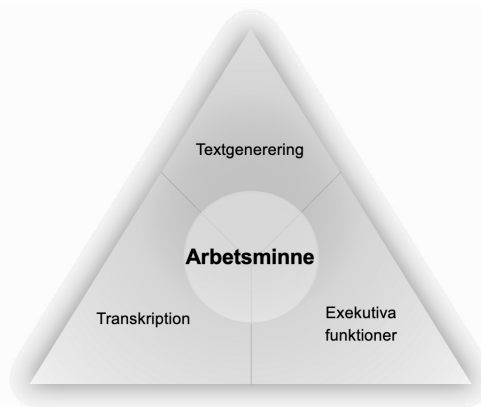 Textgenerering
Arbetsminne
Transkription
Exekutiva
funktioner